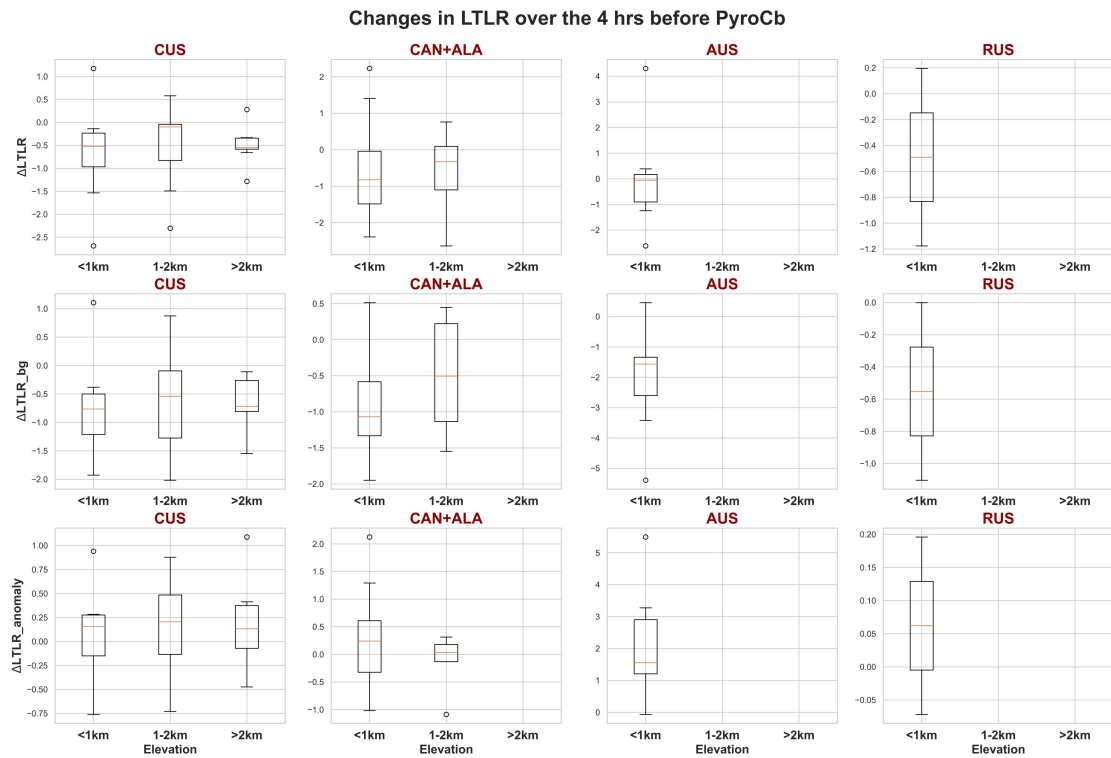 Changes in LTLR over the 4 hrs before PyroCb
CUS
CAN+ALA
AUS
RUS
ΔLTLR
1.0
0.5
0.0
−0.5
−1.0
−1.5
−2.0
−2.5
2
1
0
−1
−2
4
3
2
1
0
−1
−2
0.2
0.0
−0.2
−0.4
−0.6
−0.8
−1.0
−1.2
<1km 1-2km >2km
<1km 1-2km >2km
<1km 1-2km >2km
<1km 1-2km >2km
CUS
CAN+ALA
AUS
RUS
ΔLTLR_bg
1.0
0.5
0.0
−0.5
−1.0
−1.5
−2.0
0.5
0.0
−0.5
−1.0
−1.5
−2.0
0
−1
−2
−3
−4
−5
0.0
−0.2
−0.4
−0.6
−0.8
−1.0
<1km 1-2km >2km
<1km 1-2km >2km
<1km 1-2km >2km
<1km 1-2km >2km
CUS
CAN+ALA
AUS
RUS
ΔLTLR_anomaly
1.00
0.75
0.50
0.25
0.00
−0.25
−0.50
−0.75
2.0
1.5
1.0
0.5
0.0
−0.5
−1.0
5
4
3
2
1
0
0.20
0.15
0.10
0.05
0.00
−0.05
<1km 1-2km >2km
<1km 1-2km >2km
<1km 1-2km >2km
<1km 1-2km >2km
Elevation
Elevation
Elevation
Elevation